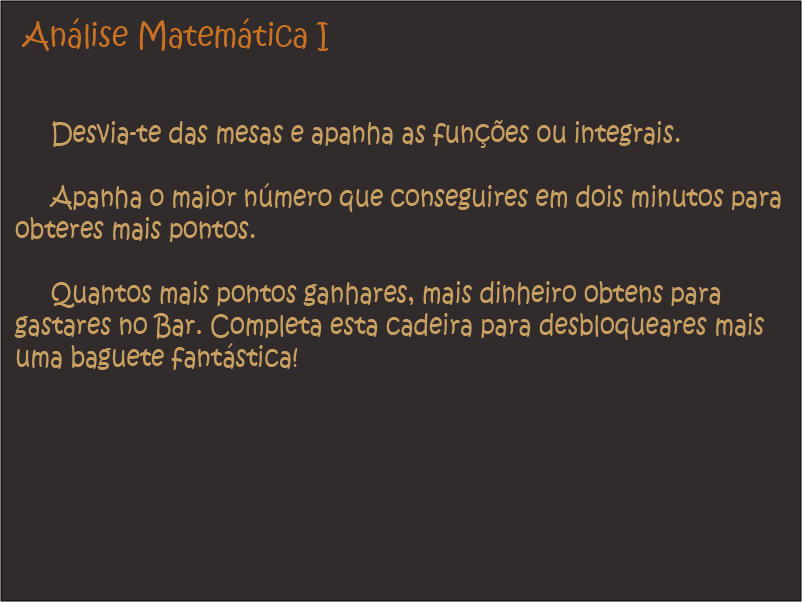 Análise Matemática I
Desvia-te das mesas e apanha as funções ou integrais.
Apanha o maior número que conseguires em dois minutos para
obteres mais pontos.
Quantos mais pontos ganhares, mais dinheiro obtens para
gastares no Bar. Completa esta cadeira para desbloqueares mais
uma baguete fantástica!